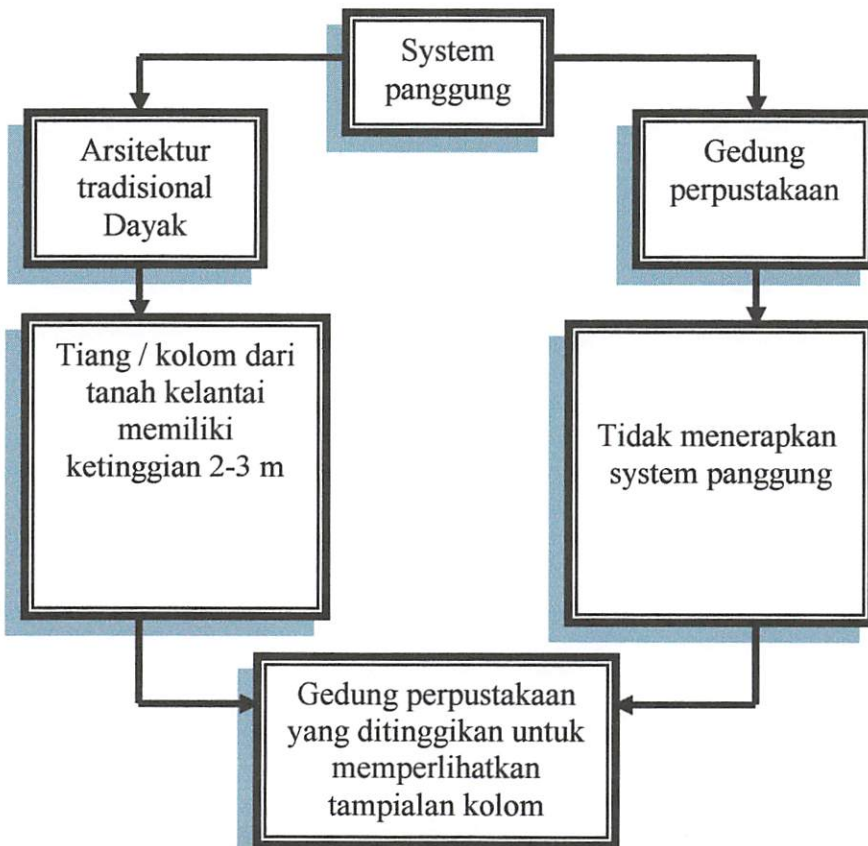 System
panggung
Arsitektur
tradisional
Dayak
Gedung
perpustakaan
Tiang / kolom dari
tanah kelantai
memiliki
ketinggian 2-3 m
Tidak menerapkan
system panggung
Gedung perpustakaan
yang ditinggikan untuk
memperlihatkan
tampialan kolom